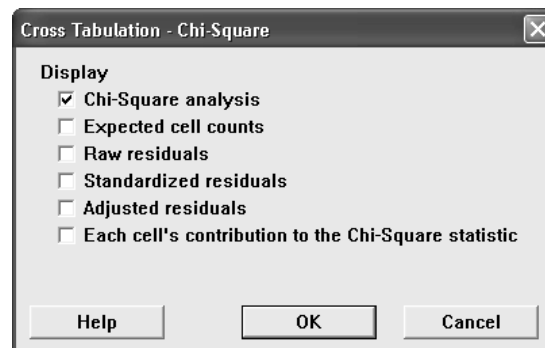 Cross Tabulation - Chi-Square
Display
Chi-Square analysis
Expected cell counts
Raw residuals
Standardized residuals
Adjusted residuals
Each cell's contribution to the Chi-Square statistic
Help OK Cancel